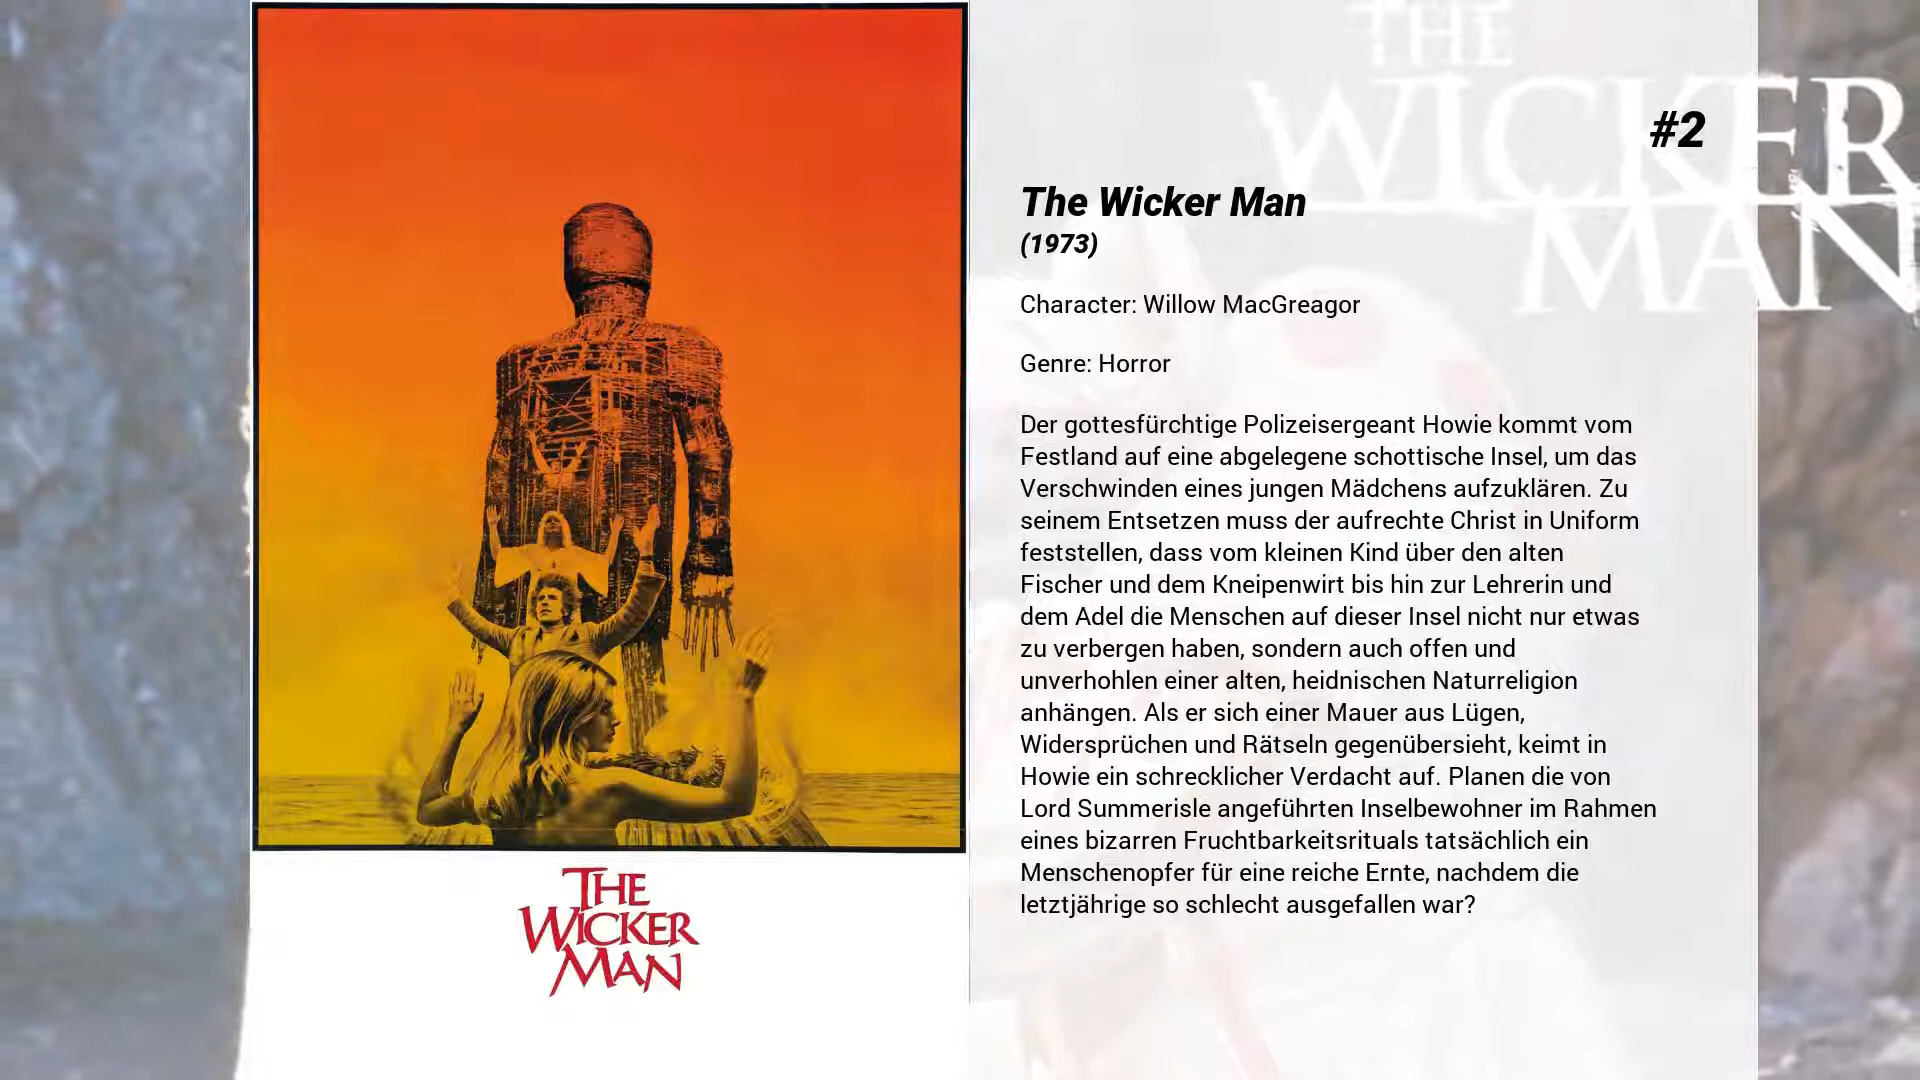 THE
WICKER
MAN
#2
The Wicker Man
(1973)
Character: Willow MacGreagor
Genre: Horror
Der gottesfürchtige Polizeisergeant Howie kommt vom
Festland auf eine abgelegene schottische Insel, um das
Verschwinden eines jungen Mädchens aufzuklären. Zu
seinem Entsetzen muss der aufrechte Christ in Uniform
feststellen, dass vom kleinen Kind über den alten
Fischer und dem Kneipenwirt bis hin zur Lehrerin und
dem Adel die Menschen auf dieser Insel nicht nur etwas
zu verbergen haben, sondern auch offen und
unverhohlen einer alten, heidnischen Naturreligion
anhängen. Als er sich einer Mauer aus Lügen,
Widersprüchen und Rätseln gegenübersieht, keimt in
Howie ein schrecklicher Verdacht auf. Planen die von
Lord Summerisle angeführten Inselbewohner im Rahmen
eines bizarren Fruchtbarkeitsrituals tatsächlich ein
Menschenopfer für eine reiche Ernte, nachdem die
letztjährige so schlecht ausgefallen war?
THE
WICKER
MAN